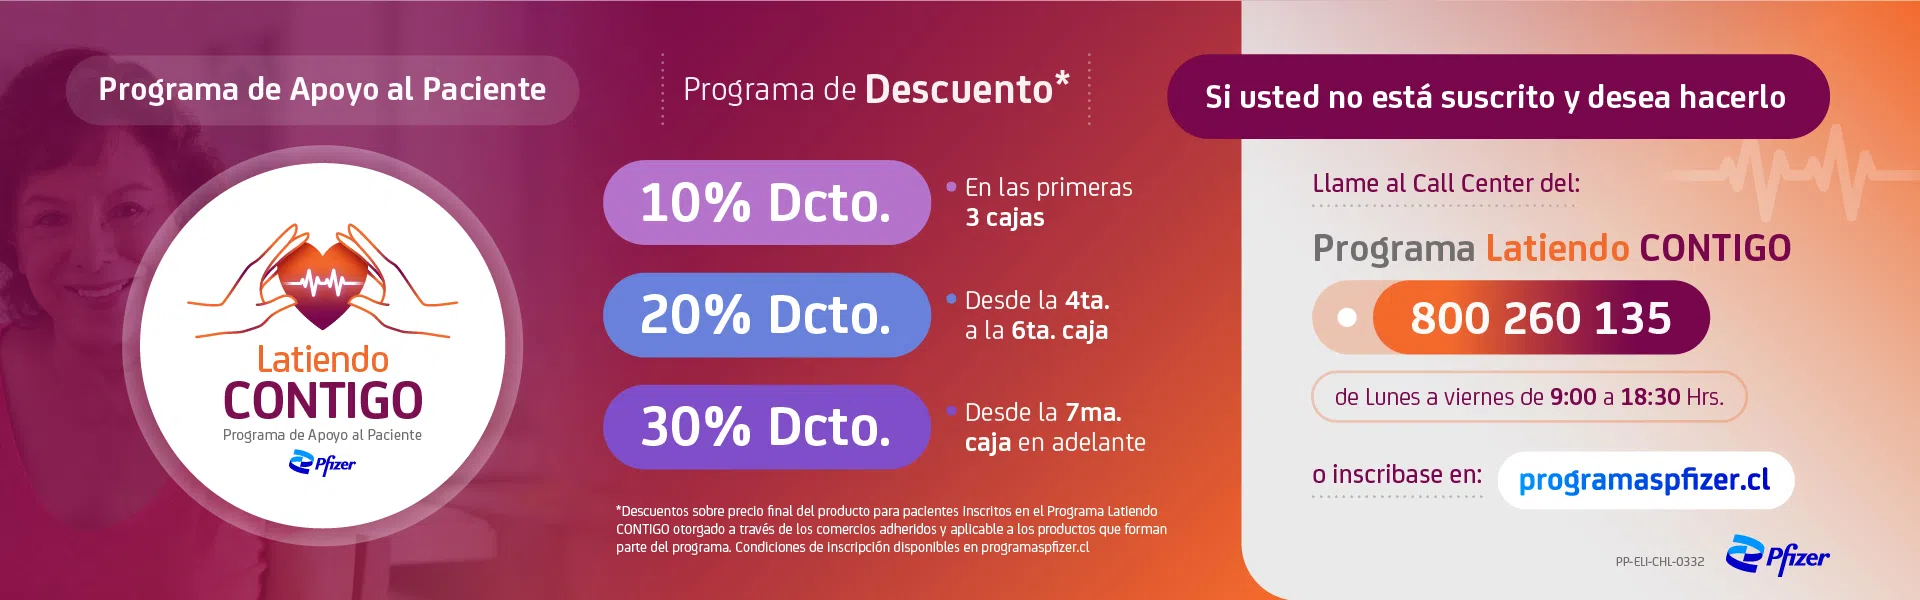 Programa de Apoyo al Paciente
Latiendo
CONTIGO
Programa de Apoyo al Paciente
Pfizer
Programa de Descuento*
10% Dcto.
En las primeras
3 cajas
20% Dcto.
Desde la 4ta.
a la 6ta. caja
30% Dcto.
Desde la 7ma.
caja en adelante
*Descuentos sobre precio final del producto para pacientes inscritos en el Programa Latiendo
CONTIGO otorgado a través de los comercios adheridos y aplicable a los productos que forman
parte del programa. Condiciones de inscripción disponibles en programaspfizer.cl
Si usted no está suscrito y desea hacerlo
Llame al Call Center del:
Programa Latiendo CONTIGO
800 260 135
de Lunes a viernes de 9:00 a 18:30 Hrs.
o inscribase en: programaspfizer.cl
PP-ELI-CHL-0332
Pfizer